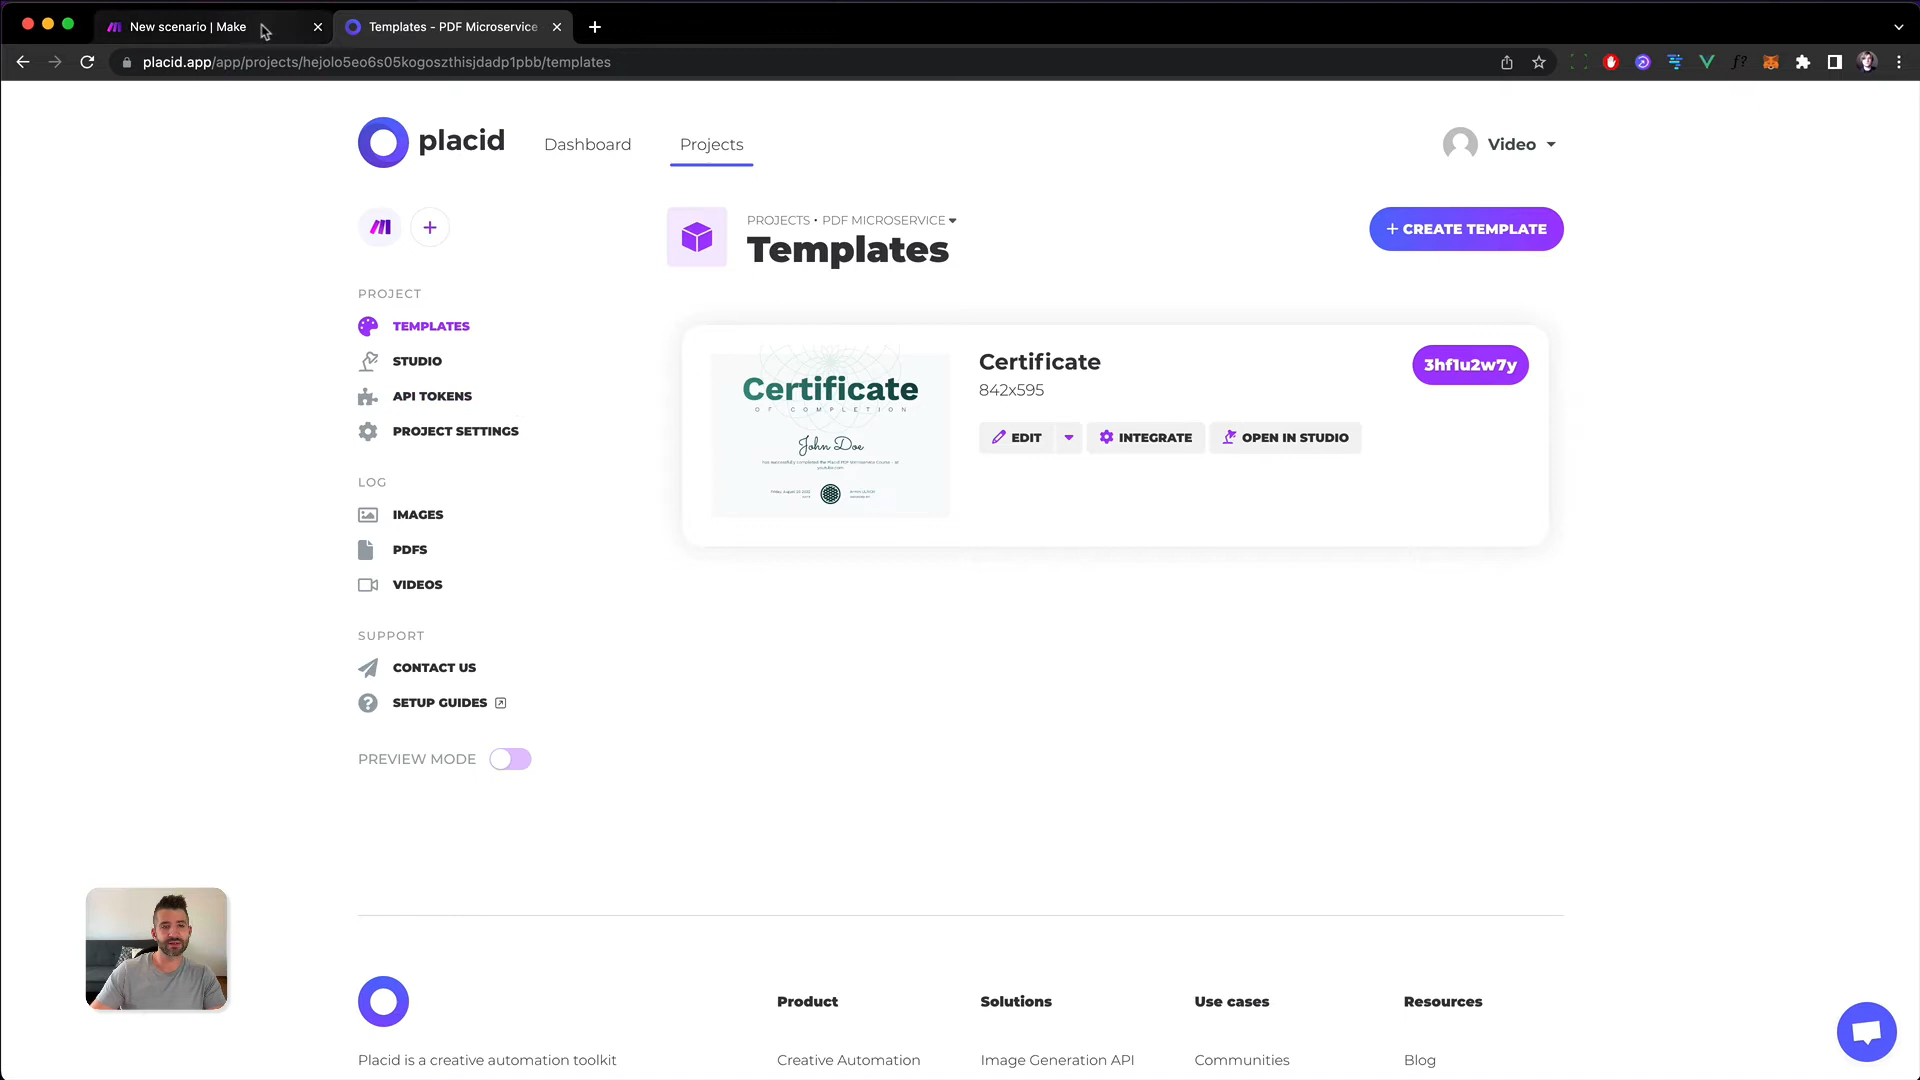 New scenario | Make
Templates - PDF Microservice
placid.app/app/projects/hejolo5eo6s05kogoszthisjdadp1pbb/templates
placid
Dashboard
Projects
Video
PROJECTS • PDF MICROSERVICE
Templates
+ CREATE TEMPLATE
PROJECT
TEMPLATES
STUDIO
API TOKENS
PROJECT SETTINGS
LOG
IMAGES
PDFS
VIDEOS
SUPPORT
CONTACT US
SETUP GUIDES
PREVIEW MODE
Certificate
OF COMPLETION
John Doe
Certificate
842x595
3hf1u2w7y
EDIT
INTEGRATE
OPEN IN STUDIO
Product
Solutions
Use cases
Resources
Placid is a creative automation toolkit
Creative Automation
Image Generation API
Communities
Blog